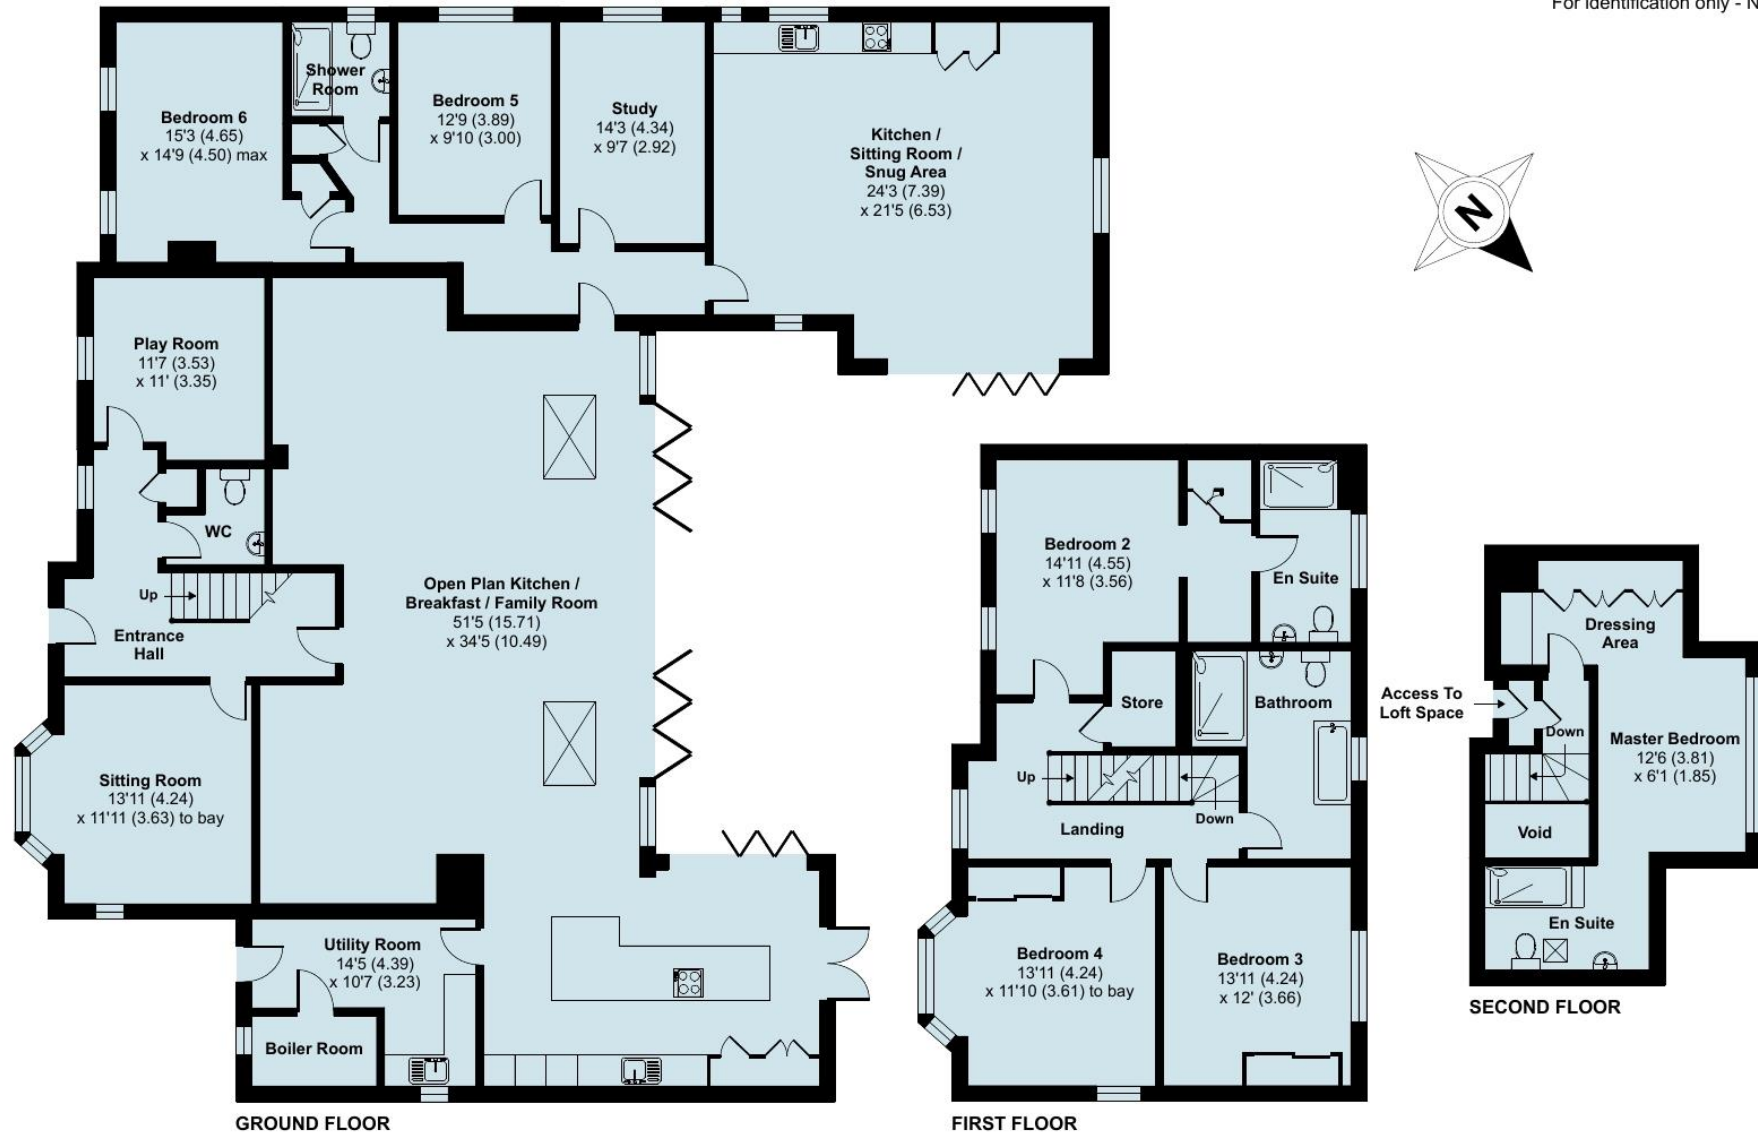 For identification only - N
Shower
Room
Bedroom 6
15'3 (4.65)
x 14'9 (4.50) max
Bedroom 5
12'9 (3.89)
x 9'10 (3.00)
Study
14'3 (4.34)
x 9'7 (2.92)
Kitchen /
Sitting Room /
Snug Area
24'3 (7.39)
x 21'5 (6.53)
N
Play Room
11'7 (3.53)
x 11' (3.35)
WC
Up
Entrance
Hall
Open Plan Kitchen /
Breakfast / Family Room
51'5 (15.71)
x 34'5 (10.49)
Sitting Room
13'11 (4.24)
x 11'11 (3.63) to bay
Utility Room
14'5 (4.39)
x 10'7 (3.23)
Boiler Room
GROUND FLOOR
Bedroom 2
14'11 (4.55)
x 11'8 (3.56)
En Suite
Store
Bathroom
Up
Down
Landing
Bedroom 4
13'11 (4.24)
x 11'10 (3.61) to bay
Bedroom 3
13'11 (4.24)
x 12' (3.66)
FIRST FLOOR
Dressing
Area
Access To
Loft Space
Down
Master Bedroom
12'6 (3.81)
x 6'1 (1.85)
Void
En Suite
SECOND FLOOR